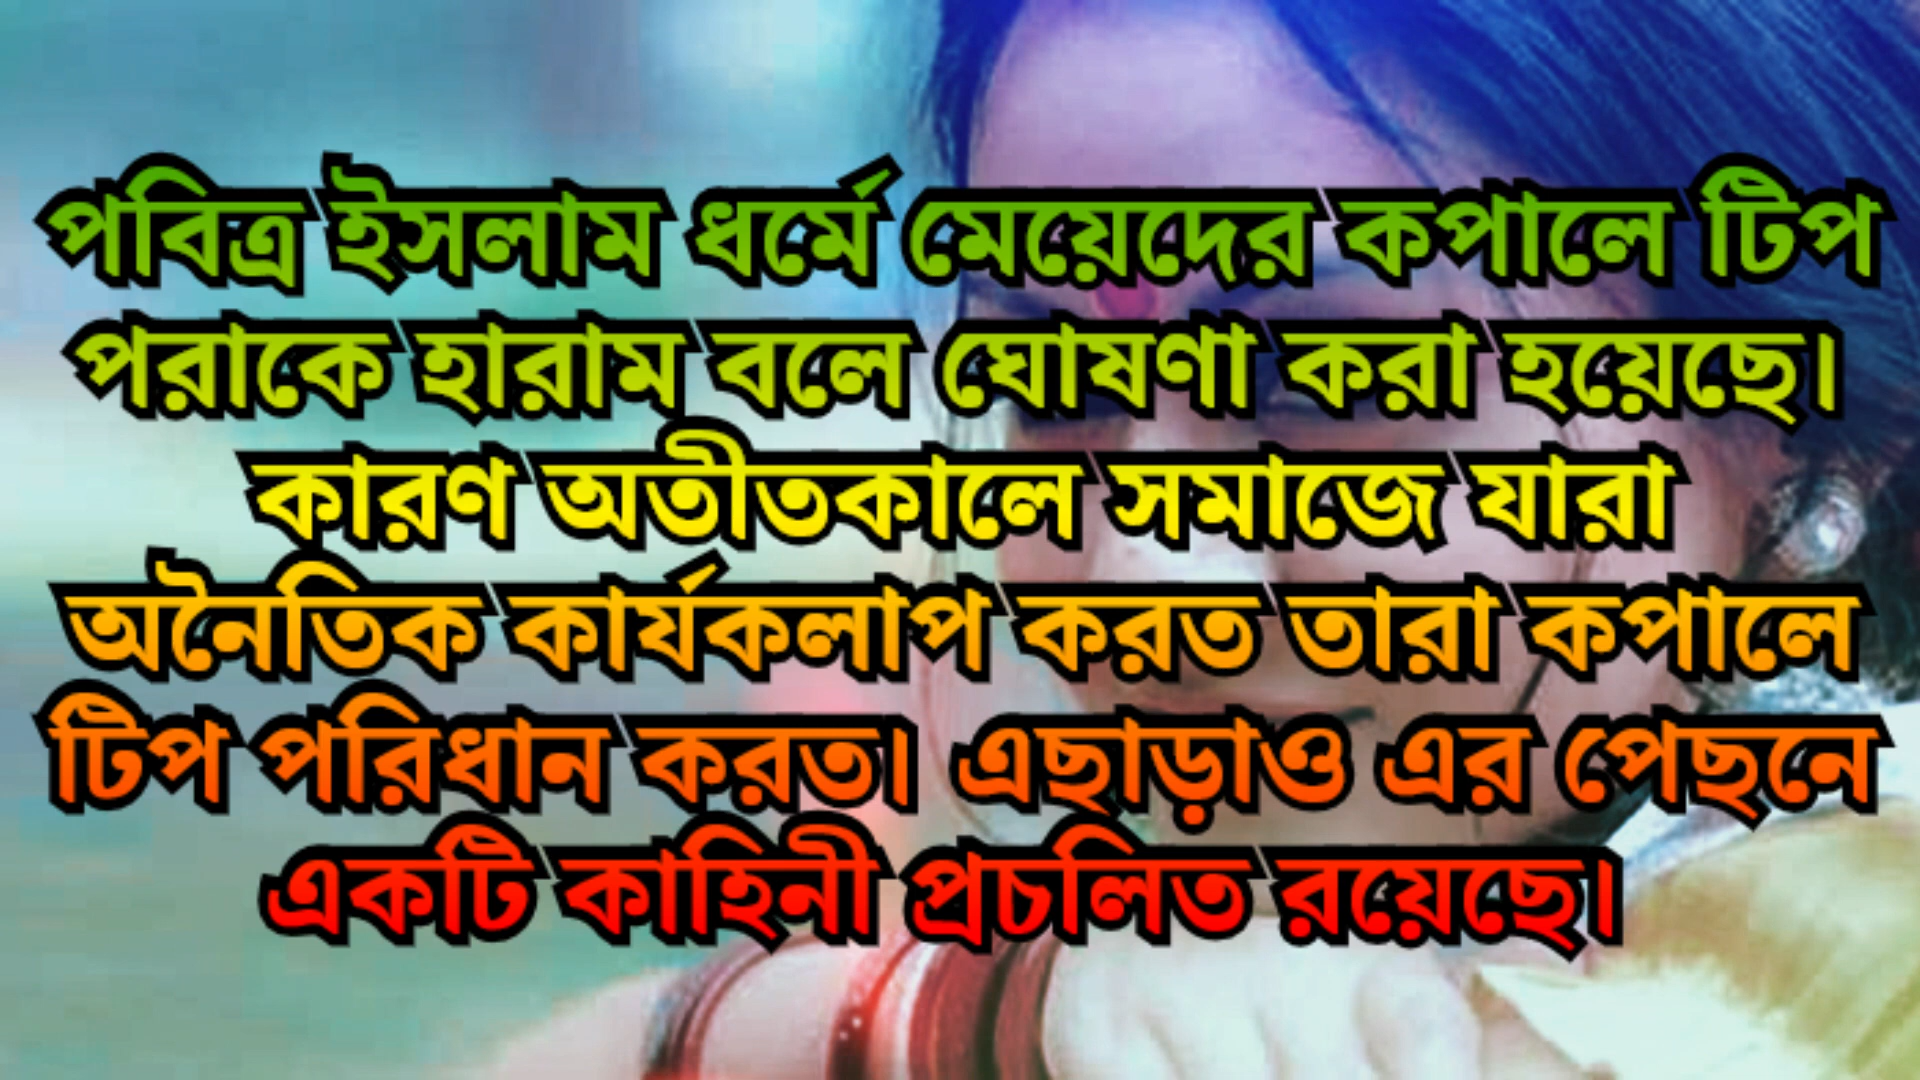 পবিত্র ইসলাম ধর্মে মেয়েদের কপালে টিপ
পরাকে হারাম বলে ঘোষণা করা হয়েছে।
কারণ অতীতকালে সমাজে যারা
অনৈতিক কার্যকলাপ করত তারা কপালে
টিপ পরিধান করত। এছাড়াও এর পেছনে
একটি কাহিনী প্রচলিত রয়েছে।